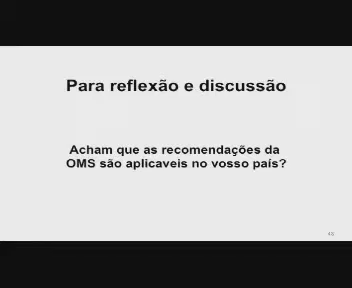 Para reflexão e discussão
Acham que as recomendações da
OMS são aplicaveis no vosso país?